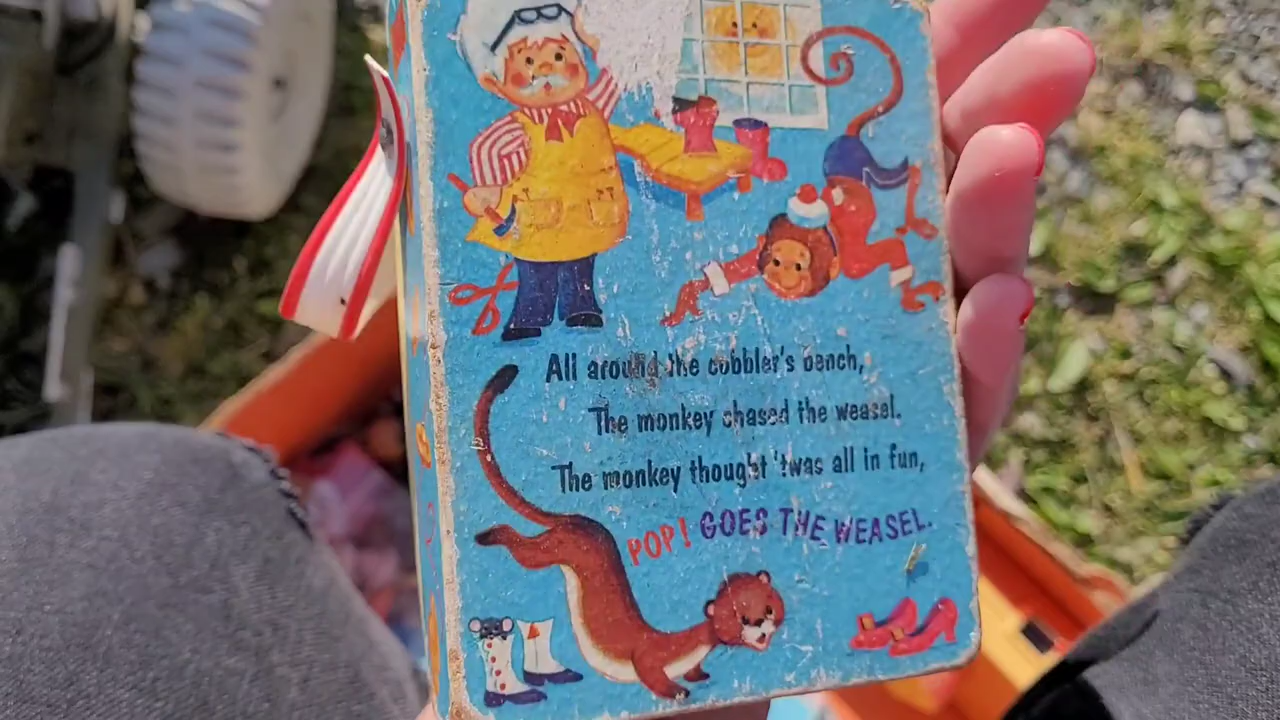 All around the cobbler's bench,
The monkey chased the weasel.
The monkey thought 'twas all in fun,
POP! GOES THE WEASEL.